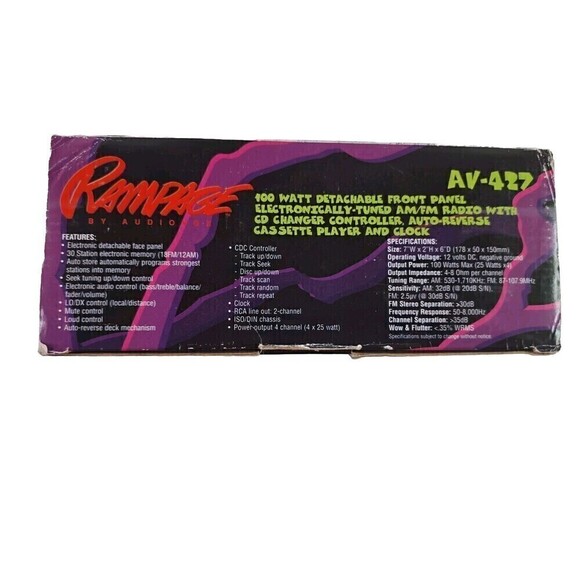 RAMPAGE
BY AUDIO
AV-427
100 WATT DETACHABLE FRONT PANEL
ELECTRONICALLY-TUNED AM/FM RADIO WITH
CD CHANGER CONTROLLER, AUTO-REVERSE
CASSETTE PLAYER AND CLOCK
FEATURES:
• Electronic detachable face panel
• 30 Station electronic memory (18FM/12AM)
• Auto store automatically programs strongest
stations into memory
• Seek tuning up/down control
• Electronic audio control (bass/treble/balance/
fader/volume)
• LO/DX control (local/distance)
• Mute control
• Loud control
• Auto-reverse deck mechanism
• CDC Controller
- Track up/down
- Track Seek
- Disc up/down
- Track scan
- Track random
- Track repeat
• Clock
• RCA line out: 2-channel
• ISO/DIN chassis
• Power-output 4 channel (4 x 25 watt)
SPECIFICATIONS:
Size: 7"W x 2"H x 6"D (178 x 50 x 150mm)
Operating Voltage: 12 volts DC, negative ground
Output Power: 100 Watts Max (25 watts x4)
Output Impedance: 4-8 Ohm per channel
Tuning Range: AM: 530-1,710KHz, FM: 87-107.9MHz
Sensitivity: AM: 32dB (@ 20dB S/N),
FM: 2.5µv (@ 30dB S/N)
FM Stereo Separation: >30dB
Frequency Response: 50-8,000Hz
Channel Separation: >35dB
Wow & Flutter: <.35% WRMS
Specifications subject to change without notice.